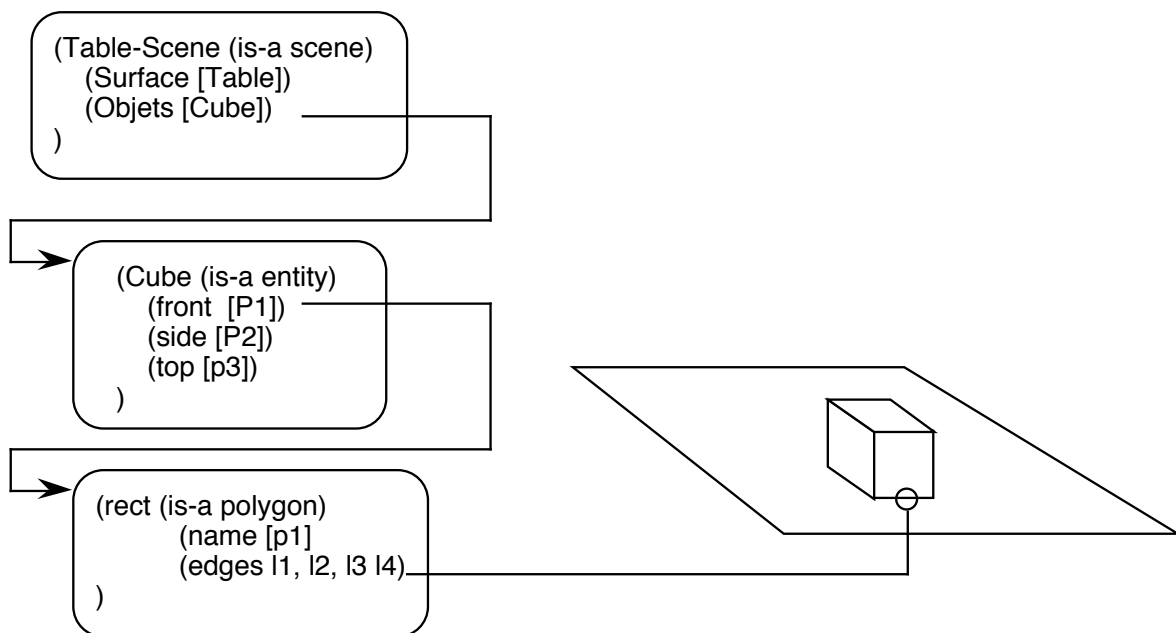 (Table-Scene (is-a scene)
(Surface [Table])
(Objets [Cube])
)
(Cube (is-a entity)
(front [P1])
(side [P2])
(top [p3])
)
(rect (is-a polygon)
(name [p1]
(edges l1, l2, l3 l4)
)